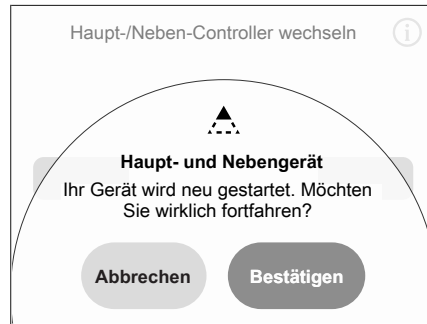 Haupt-/Neben-Controller wechseln
Haupt- und Nebengerät
Ihr Gerät wird neu gestartet. Möchten
Sie wirklich fortfahren?
Abbrechen Bestätigen